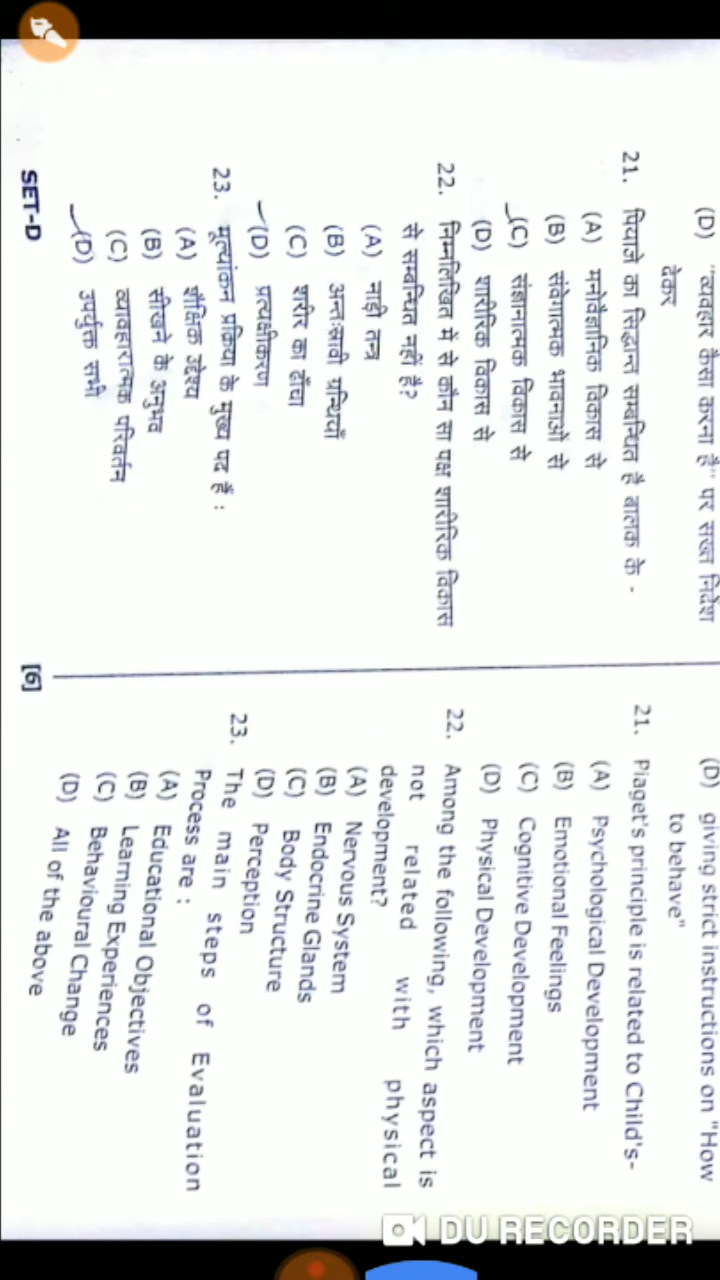 (D) "व्यवहार कैसा करना है" पर सख्त निर्देश
देकर
21. पियाजे का सिद्धान्त सम्बन्धित है बालक के -
(A) मनोवैज्ञानिक विकास से
(B) संवेगात्मक भावनाओं से
(C) संज्ञानात्मक विकास से
(D) शारीरिक विकास से
22. निम्नलिखित में से कौन सा पक्ष शारीरिक विकास
से सम्बन्धित नहीं है?
(A) नाड़ी तन्त्र
(B) अन्तःस्रावी ग्रन्थियाँ
(C) शरीर का ढाँचा
(D) प्रत्यक्षीकरण
23. मूल्यांकन प्रक्रिया के मुख्य पद हैं :
(A) शैक्षिक उद्देश्य
(B) सीखने के अनुभव
(C) व्यावहारात्मक परिवर्तन
(D) उपर्युक्त सभी
SET-D
[6]
(D) giving strict instructions on "How
to behave"
21. Piaget's principle is related to Child's-
(A) Psychological Development
(B) Emotional Feelings
(C) Cognitive Development
(D) Physical Development
22. Among the following, which aspect is
not related with physical
development?
(A) Nervous System
(B) Endocrine Glands
(C) Body Structure
(D) Perception
23. The main steps of Evaluation
Process are :
(A) Educational Objectives
(B) Learning Experiences
(C) Behavioural Change
(D) All of the above
DU RECORDER